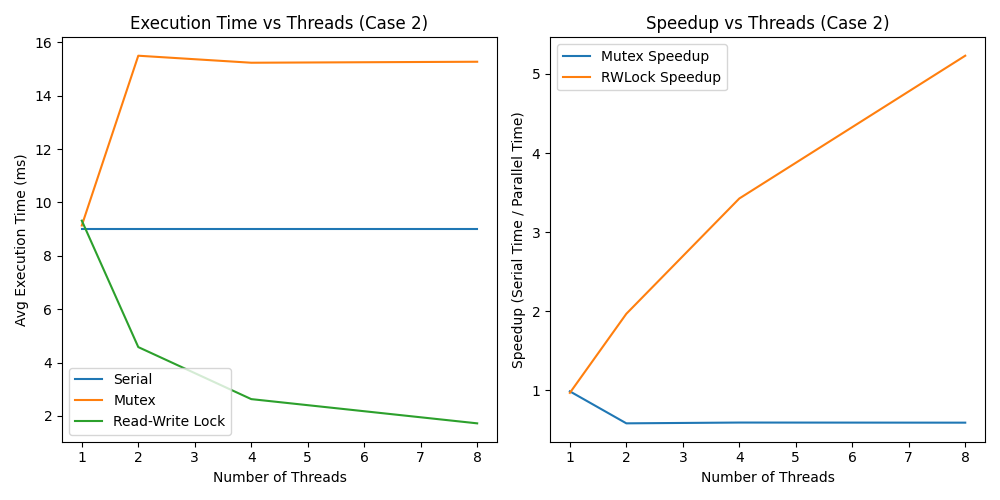 Execution Time vs Threads (Case 2)
16
14
12
10
8
6
4
2
Avg Execution Time (ms)
Serial
Mutex
Read-Write Lock
1 2 3 4 5 6 7 8
Number of Threads
Speedup vs Threads (Case 2)
Mutex Speedup
RWLock Speedup
5
4
3
2
1
Speedup (Serial Time / Parallel Time)
1 2 3 4 5 6 7 8
Number of Threads